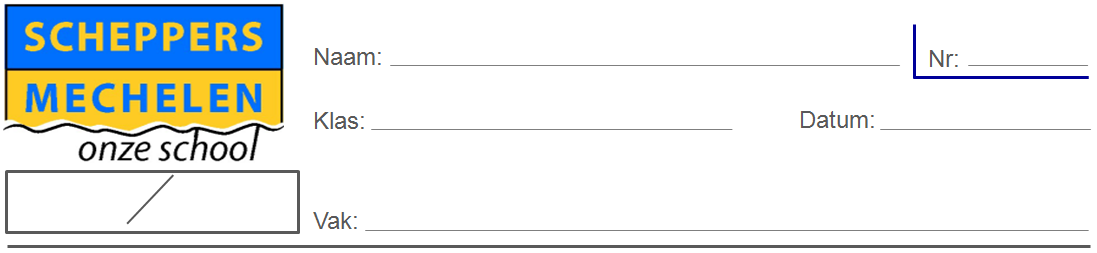 SCHEPPERS
MECHELEN
onze school
Naam: Nr:
Klas: Datum:
/
Vak: